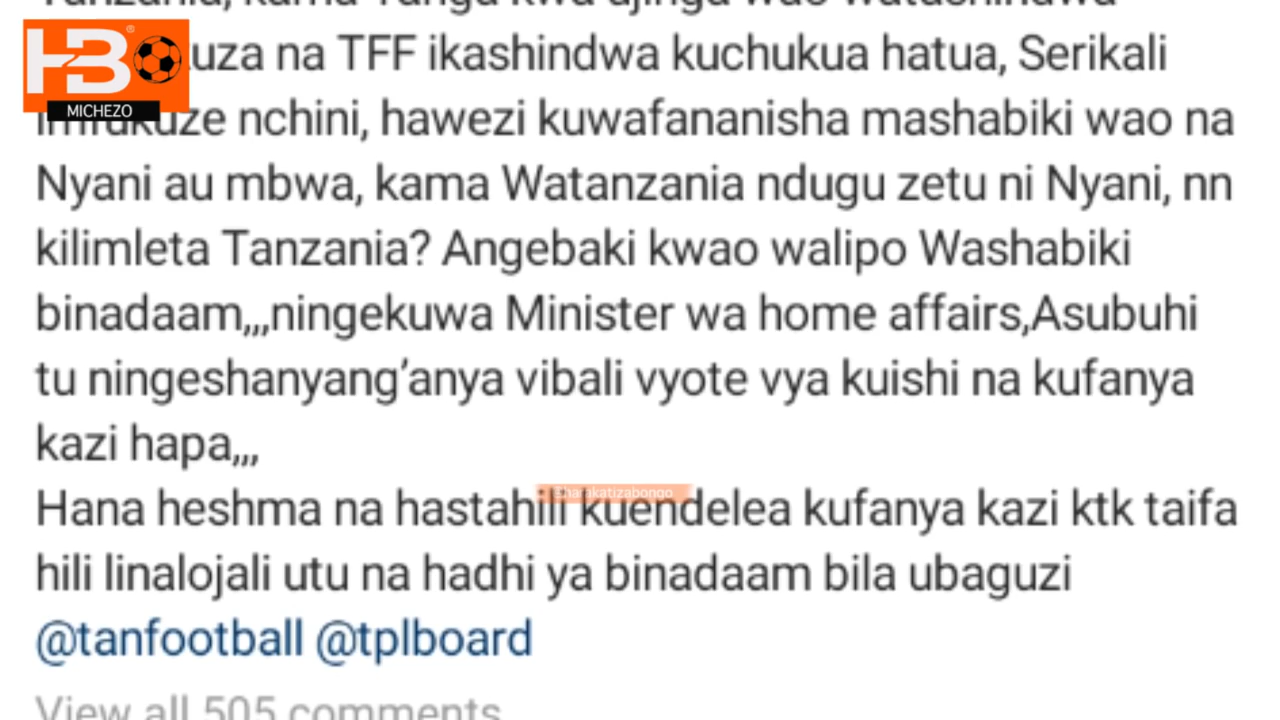 Tanzania, kama Yanga kwa ujinga wao watashindwa
HBO
MICHEZO
na TFF ikashindwa kuchukua hatua, Serikali
imfukuze nchini, hawezi kuwafananisha mashabiki wao na
Nyani au mbwa, kama Watanzania ndugu zetu ni Nyani, nn
kilimleta Tanzania? Angebaki kwao walipo Washabiki
binadaam,,,ningekuwa Minister wa home affairs,Asubuhi
tu ningeshanyang’anya vibali vyote vya kuishi na kufanya
kazi hapa,,,
@harakatizabongo
Hana heshma na hastahili kuendelea kufanya kazi ktk taifa
hili linalojali utu na hadhi ya binadaam bila ubaguzi
@tanfootball @tplboard
View all 505 comments